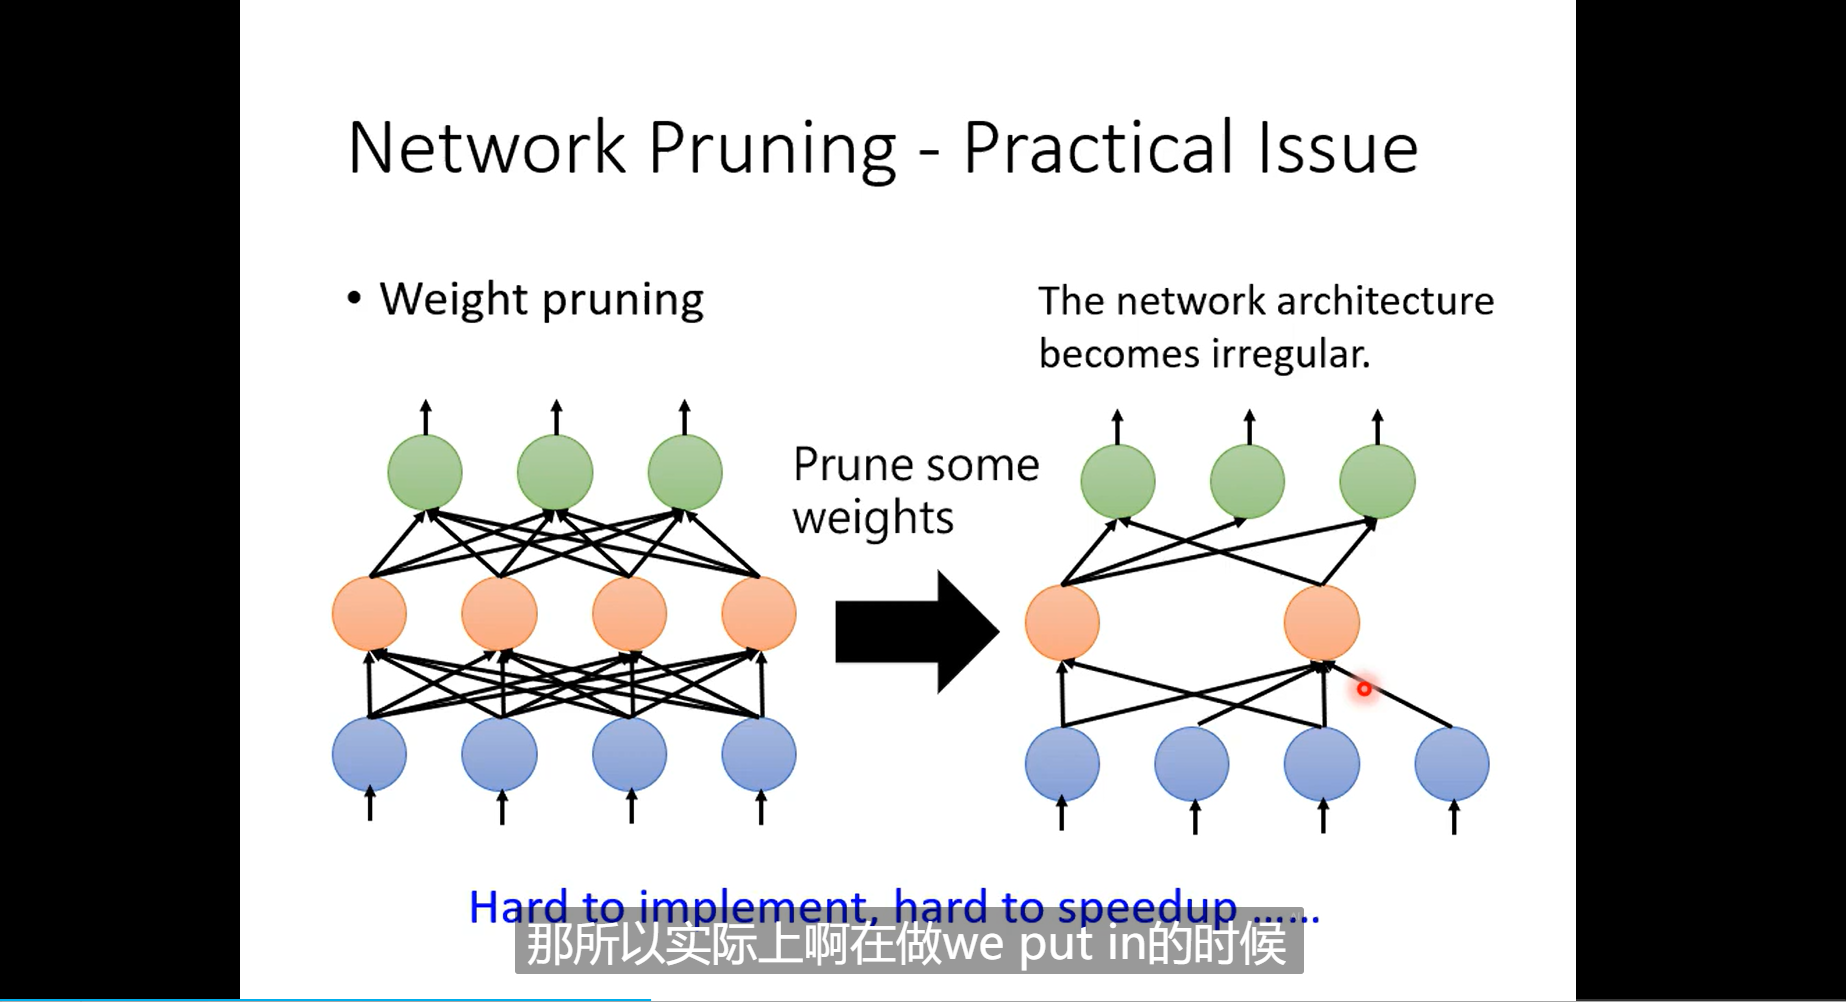 Network Pruning - Practical Issue
• Weight pruning
The network architecture
becomes irregular.
Prune some
weights
Hard to implement, hard to speedup ......
那所以实际上啊在做we put in的时候